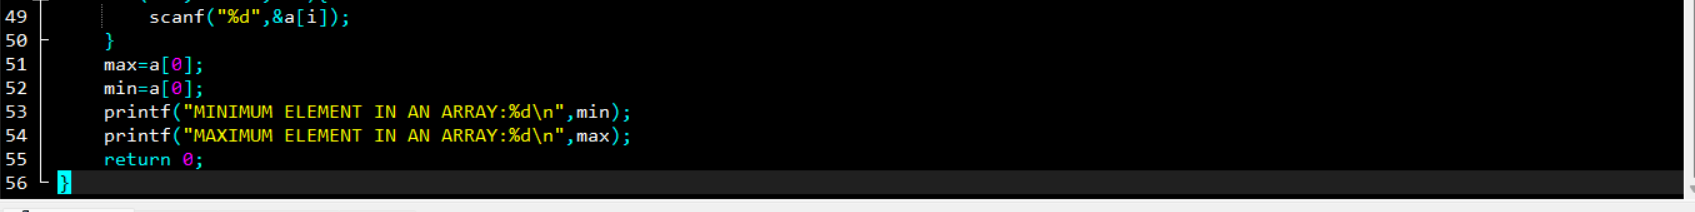 49 scanf("%d",&a[i]);
50 }
51 max=a[0];
52 min=a[0];
53 printf("MINIMUM ELEMENT IN AN ARRAY:%d\n",min);
54 printf("MAXIMUM ELEMENT IN AN ARRAY:%d\n",max);
55 return 0;
56 }